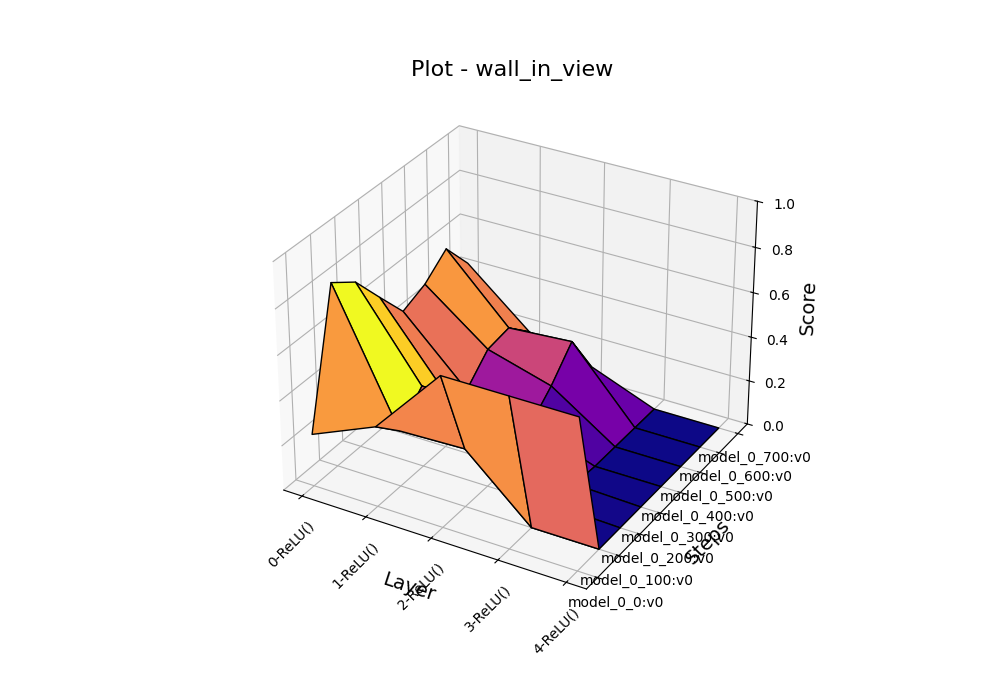 Plot - wall_in_view
1.0
0.8
0.6
0.4
0.2
0.0
Score
model_0_700:v0
model_0_600:v0
model_0_500:v0
model_0_400:v0
model_0_300:v0
model_0_200:v0
model_0_100:v0
model_0_0:v0
Steps
0-ReLU()
1-ReLU()
2-ReLU()
3-ReLU()
4-ReLU()
Layer